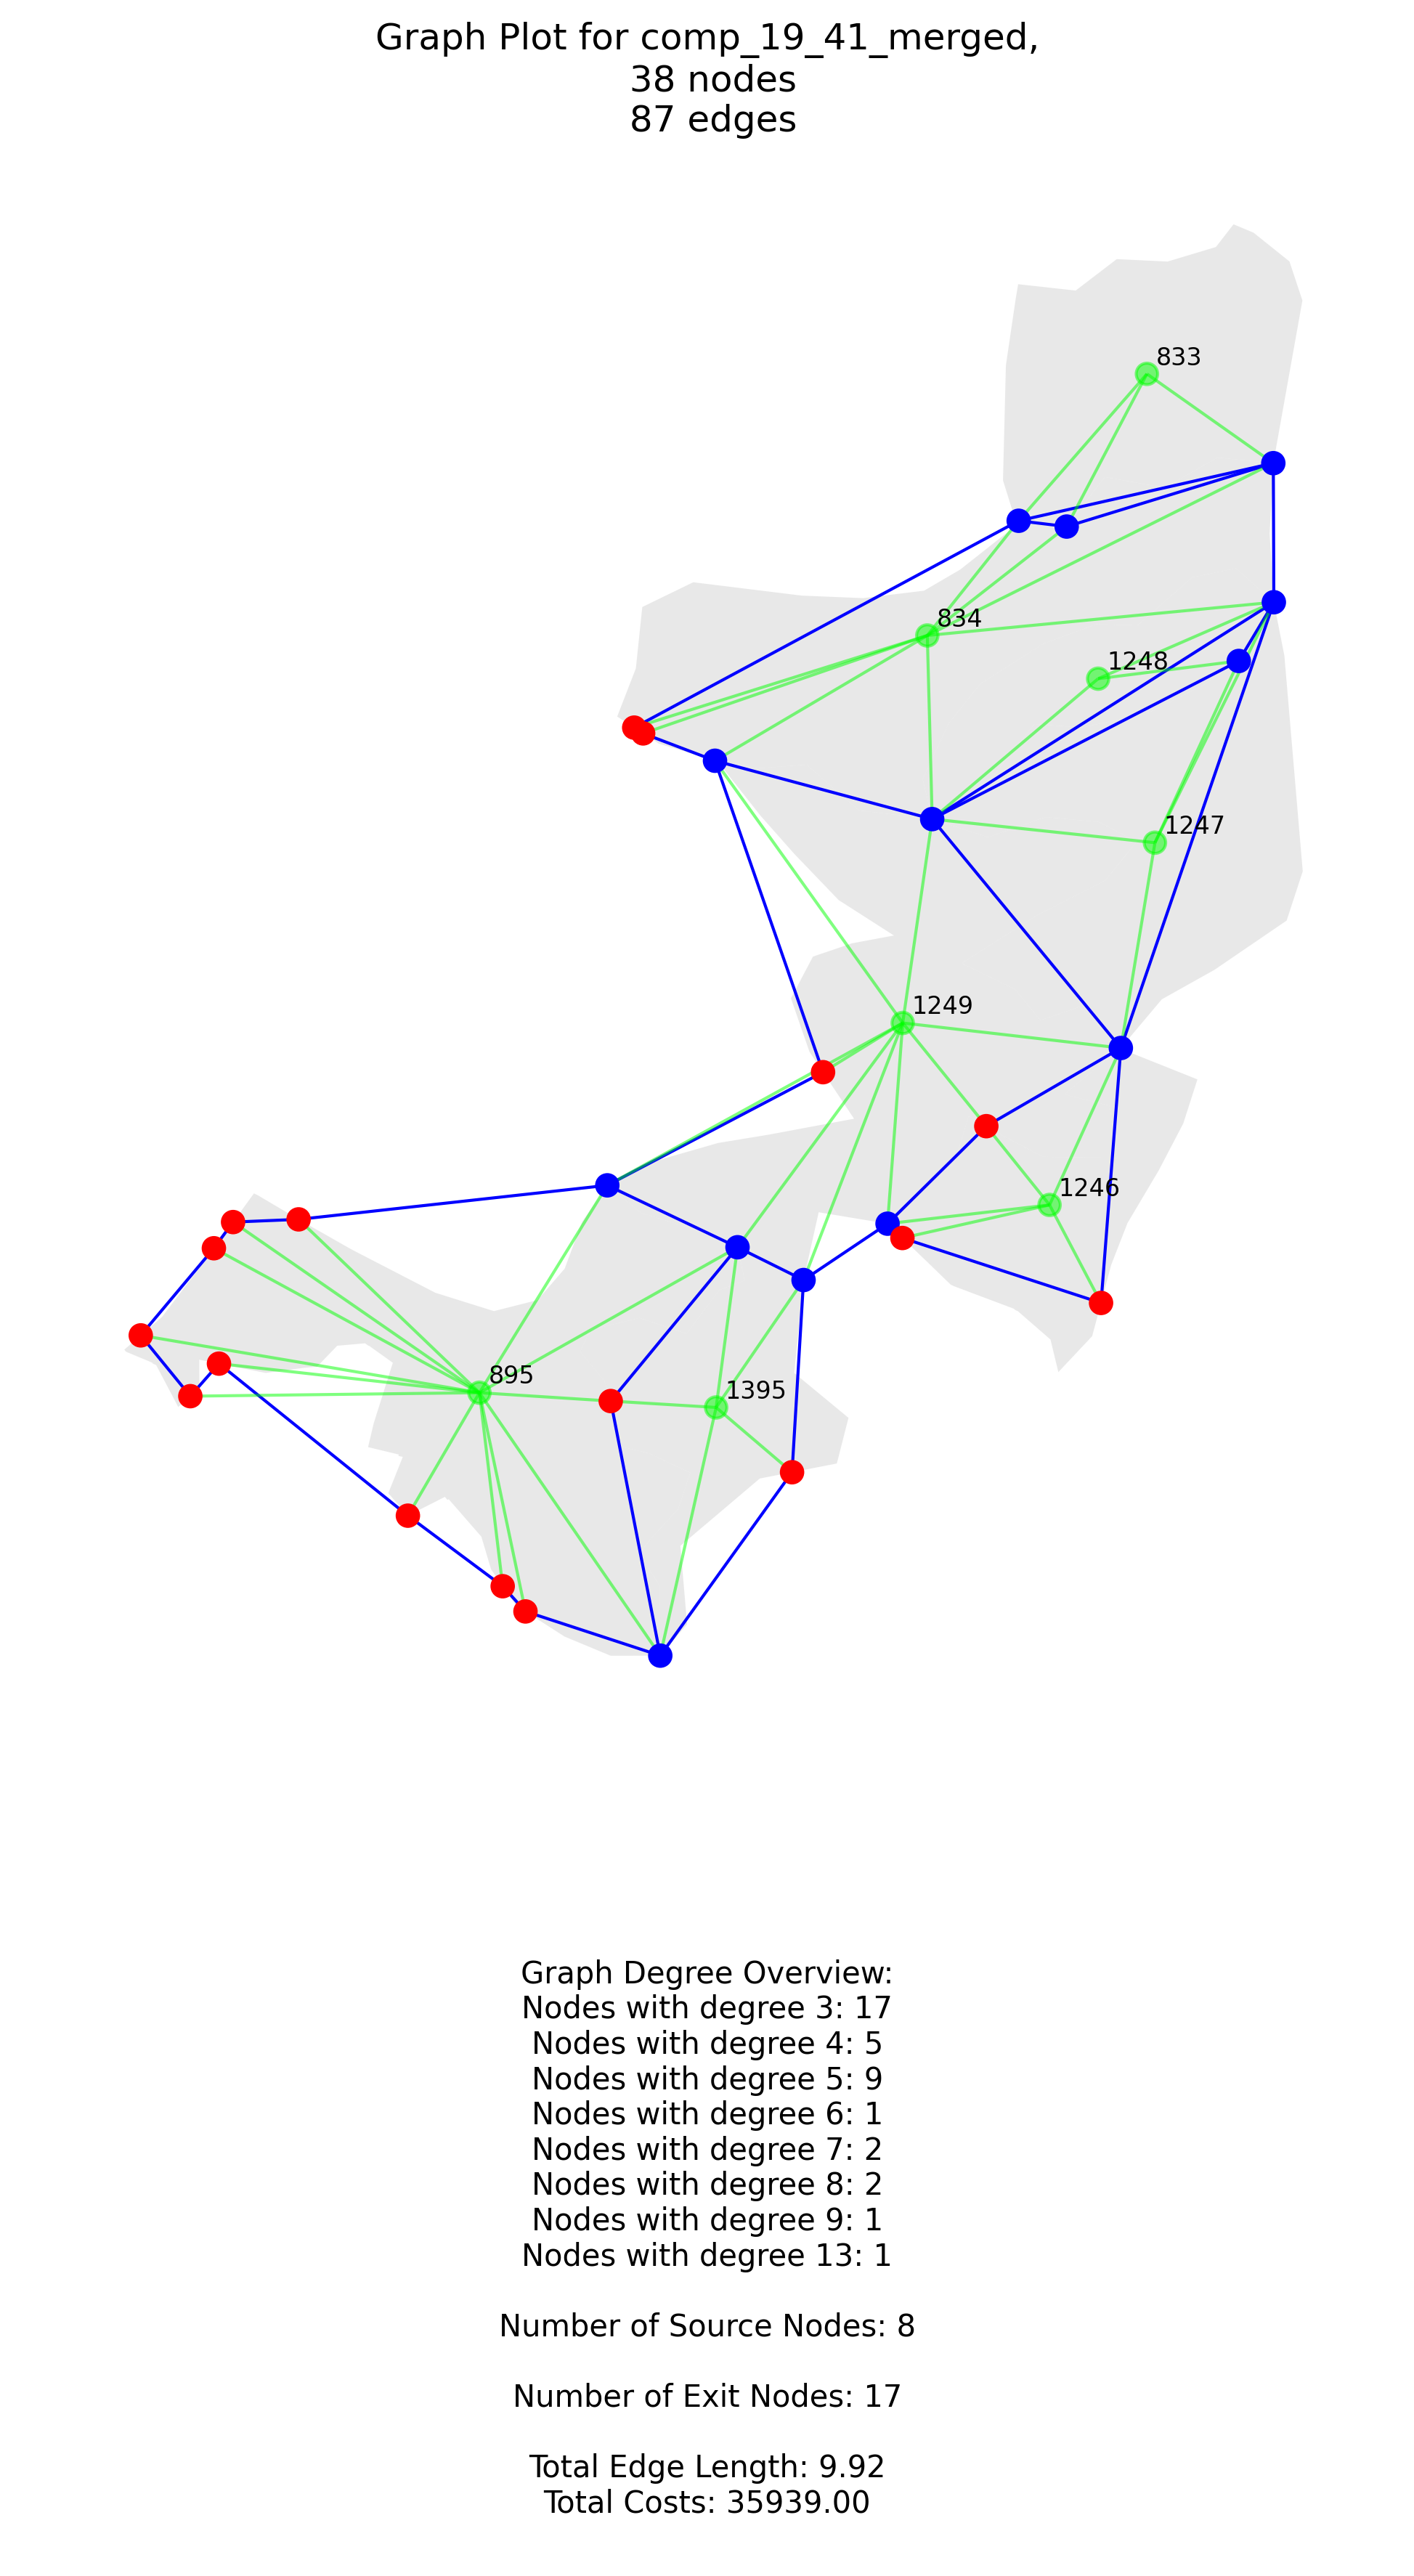 Graph Plot for comp_19_41_merged,
38 nodes
87 edges
833
834
1248
1247
1249
1246
895
1395
Graph Degree Overview:
Nodes with degree 3: 17
Nodes with degree 4: 5
Nodes with degree 5: 9
Nodes with degree 6: 1
Nodes with degree 7: 2
Nodes with degree 8: 2
Nodes with degree 9: 1
Nodes with degree 13: 1
Number of Source Nodes: 8
Number of Exit Nodes: 17
Total Edge Length: 9.92
Total Costs: 35939.00